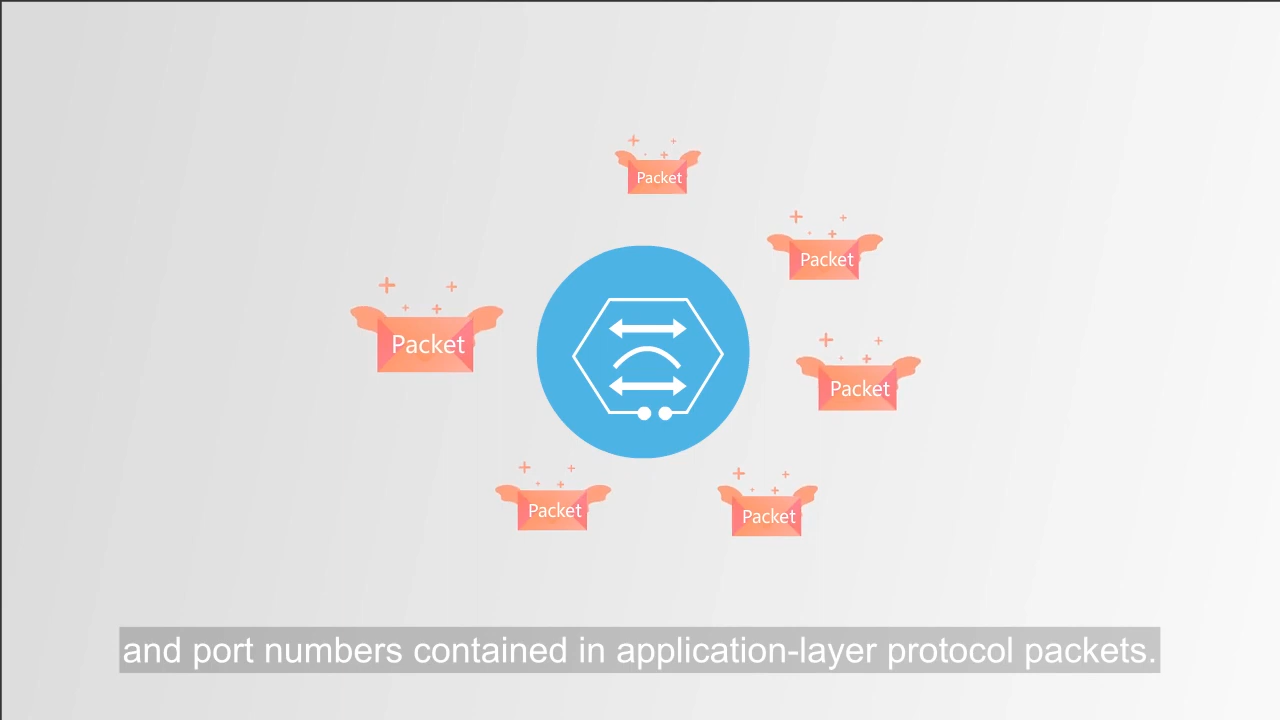 Packet
Packet
Packet
Packet
Packet
Packet
and port numbers contained in application-layer protocol packets.